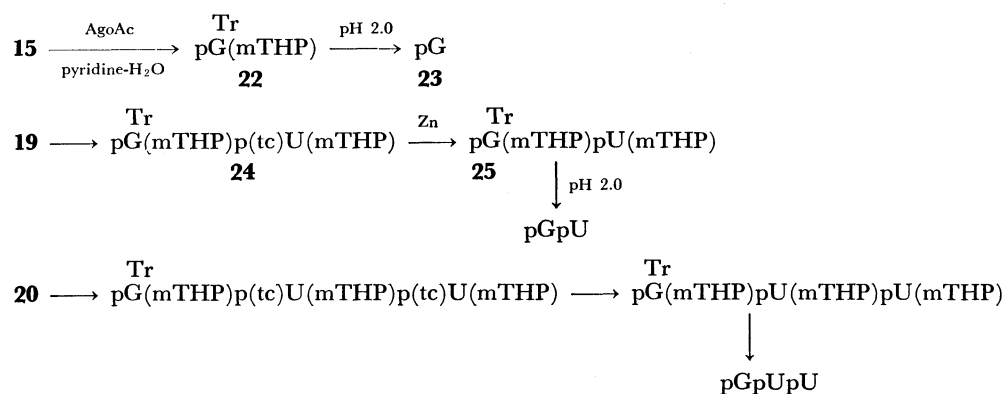 AgoAc Tr pH 2.0
15 ⟶ pG(mTHP) ⟶ pG
pyridine-H₂O 22 23
Tr Zn Tr
19 ⟶ pG(mTHP)p(tc)U(mTHP) ⟶ pG(mTHP)pU(mTHP)
24 25
pH 2.0
pGpU
Tr Tr
20 ⟶ pG(mTHP)p(tc)U(mTHP)p(tc)U(mTHP) ⟶ pG(mTHP)pU(mTHP)pU(mTHP)
pGpUpU